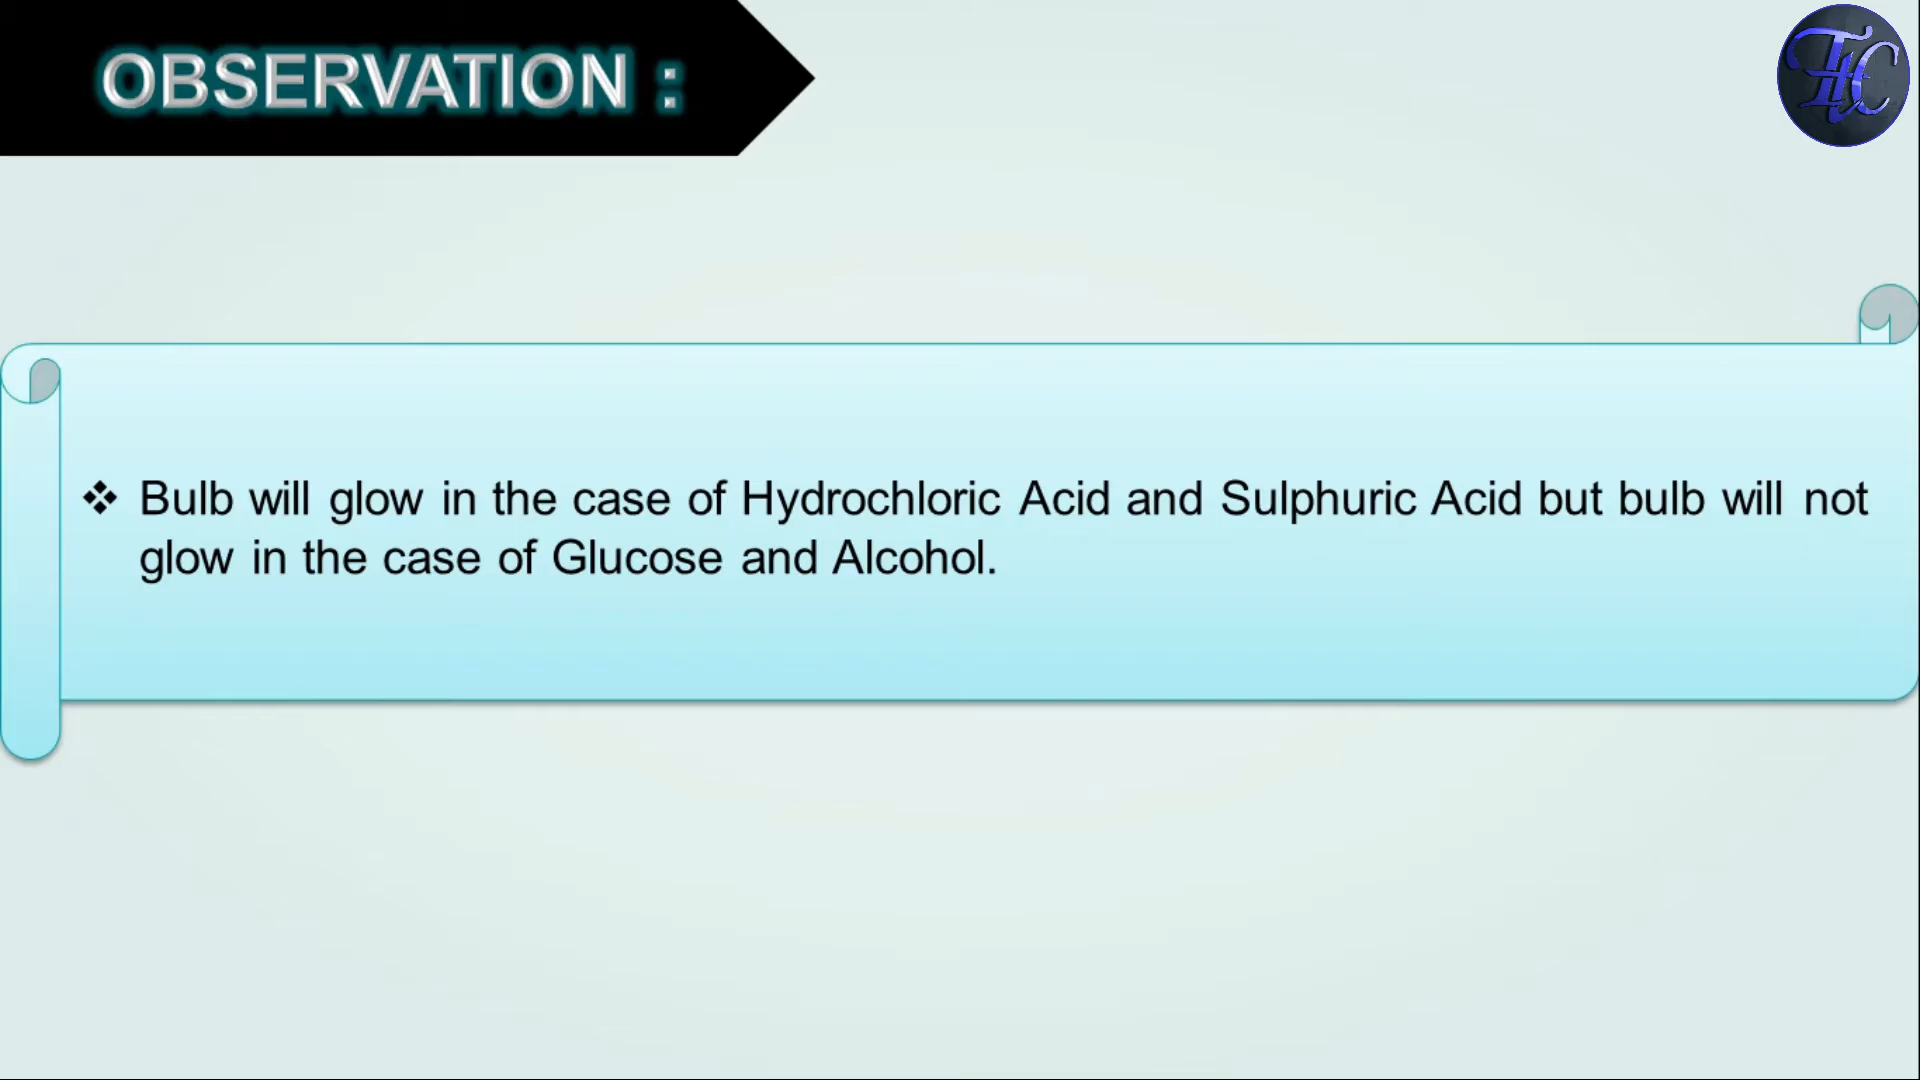 OBSERVATION :
❖ Bulb will glow in the case of Hydrochloric Acid and Sulphuric Acid but bulb will not
glow in the case of Glucose and Alcohol.